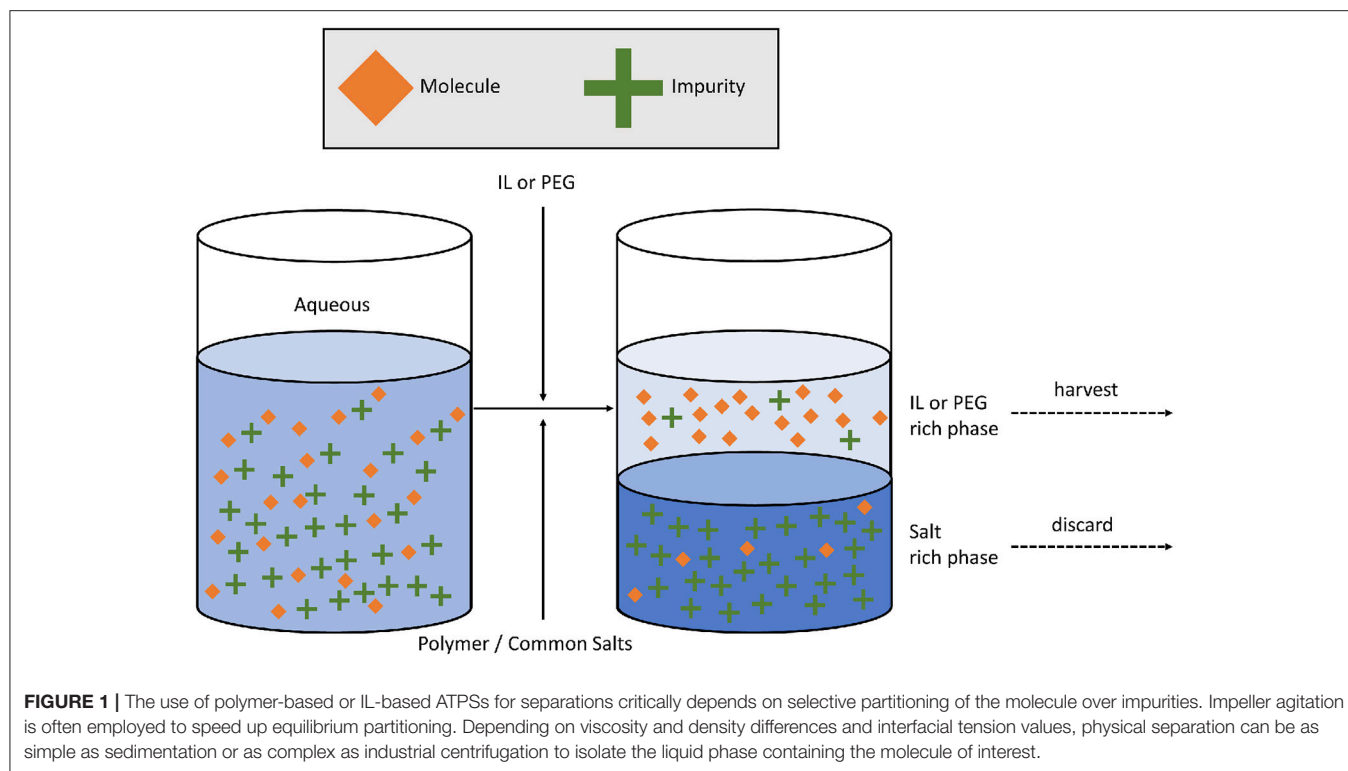 Molecule
Impurity
IL or PEG
Aqueous
IL or PEG
rich phase
harvest
Salt
rich phase
discard
Polymer / Common Salts
FIGURE 1 | The use of polymer-based or IL-based ATPSs for separations critically depends on selective partitioning of the molecule over impurities. Impeller agitation
is often employed to speed up equilibrium partitioning. Depending on viscosity and density differences and interfacial tension values, physical separation can be as
simple as sedimentation or as complex as industrial centrifugation to isolate the liquid phase containing the molecule of interest.